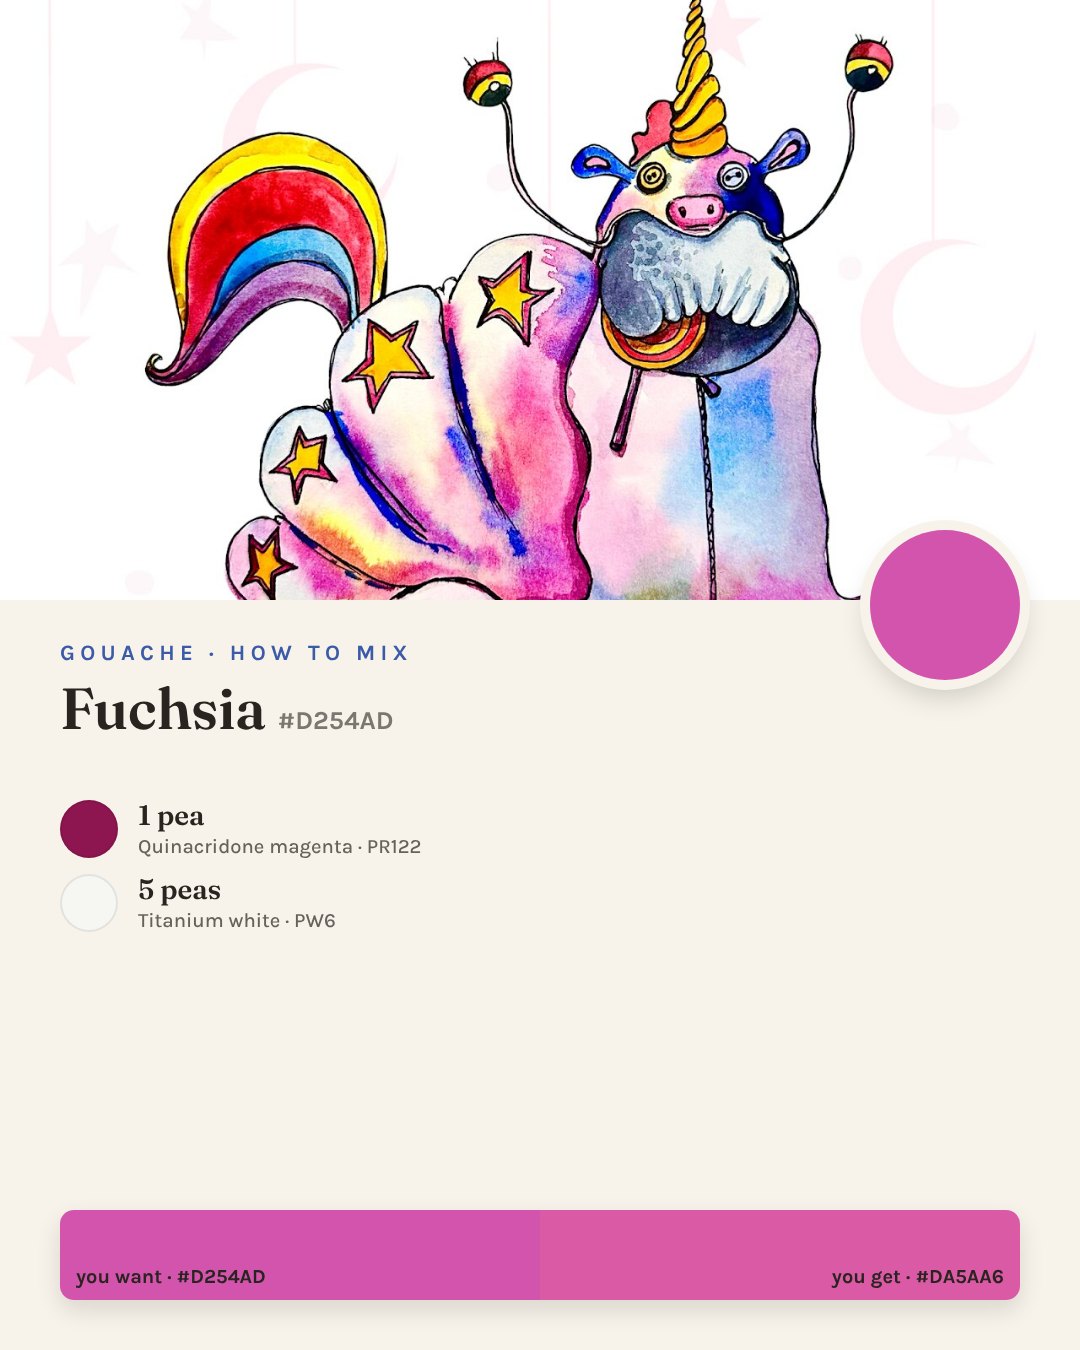 GOUACHE · HOW TO MIX
Fuchsia #D254AD
1 pea
Quinacridone magenta · PR122
5 peas
Titanium white · PW6
you want · #D254AD
you get · #DA5AA6